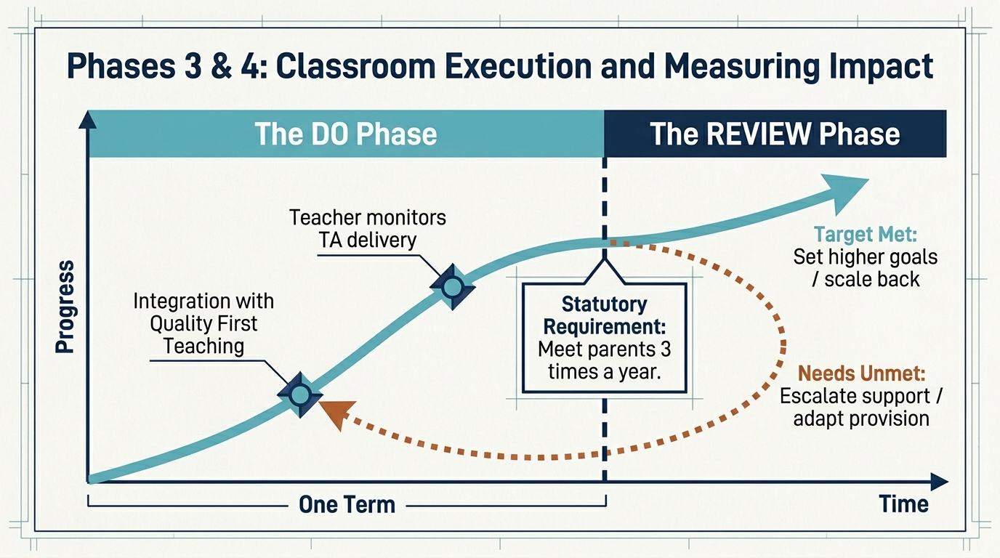 Phases 3 & 4: Classroom Execution and Measuring Impact
The DO Phase
The REVIEW Phase
Progress
Teacher monitors
TA delivery
Integration with
Quality First
Teaching
Statutory
Requirement:
Meet parents 3
times a year.
Target Met:
Set higher goals
/ scale back
Needs Unmet:
Escalate support /
adapt provision
One Term
Time